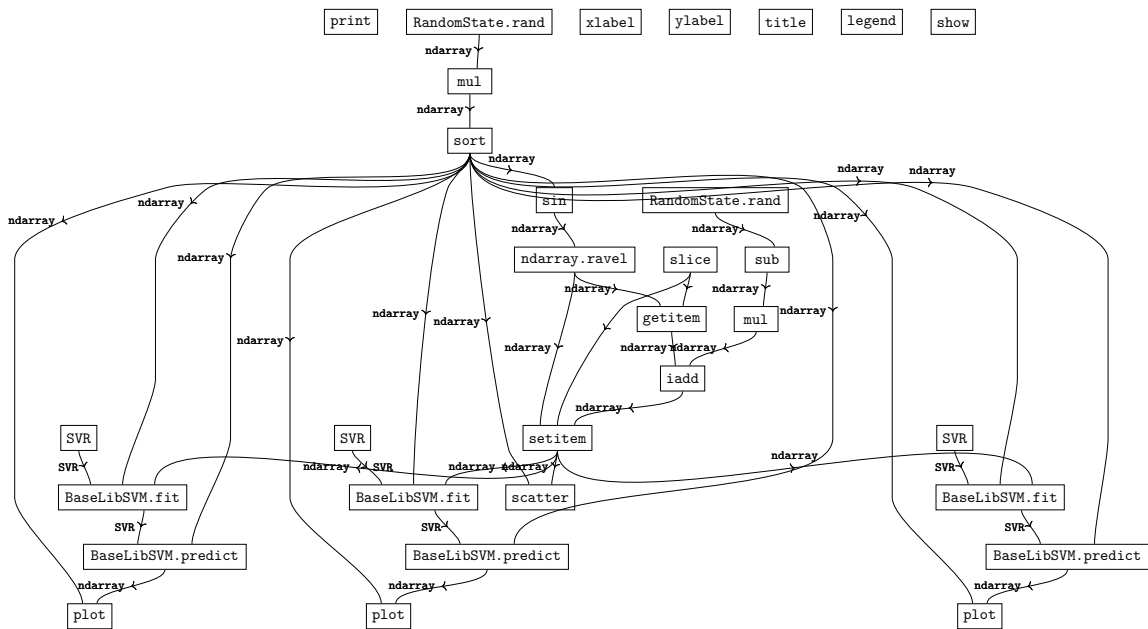 print RandomState.rand xlabel ylabel title legend show
ndarray
mul
ndarray
sort
ndarray
ndarray ndarray
ndarray ndarray sin RandomState.rand ndarray
ndarray ndarray
ndarray ndarray.ravel slice sub
ndarray ndarray
ndarray ndarray getitem mul ndarray
ndarray ndarray ndarray ndarray ndarray
iadd
ndarray
SVR SVR setitem SVR
SVR ndarray SVR ndarray ndarray ndarray SVR
BaseLibSVM.fit BaseLibSVM.fit scatter BaseLibSVM.fit
SVR SVR SVR
BaseLibSVM.predict BaseLibSVM.predict BaseLibSVM.predict
ndarray ndarray ndarray
plot plot plot